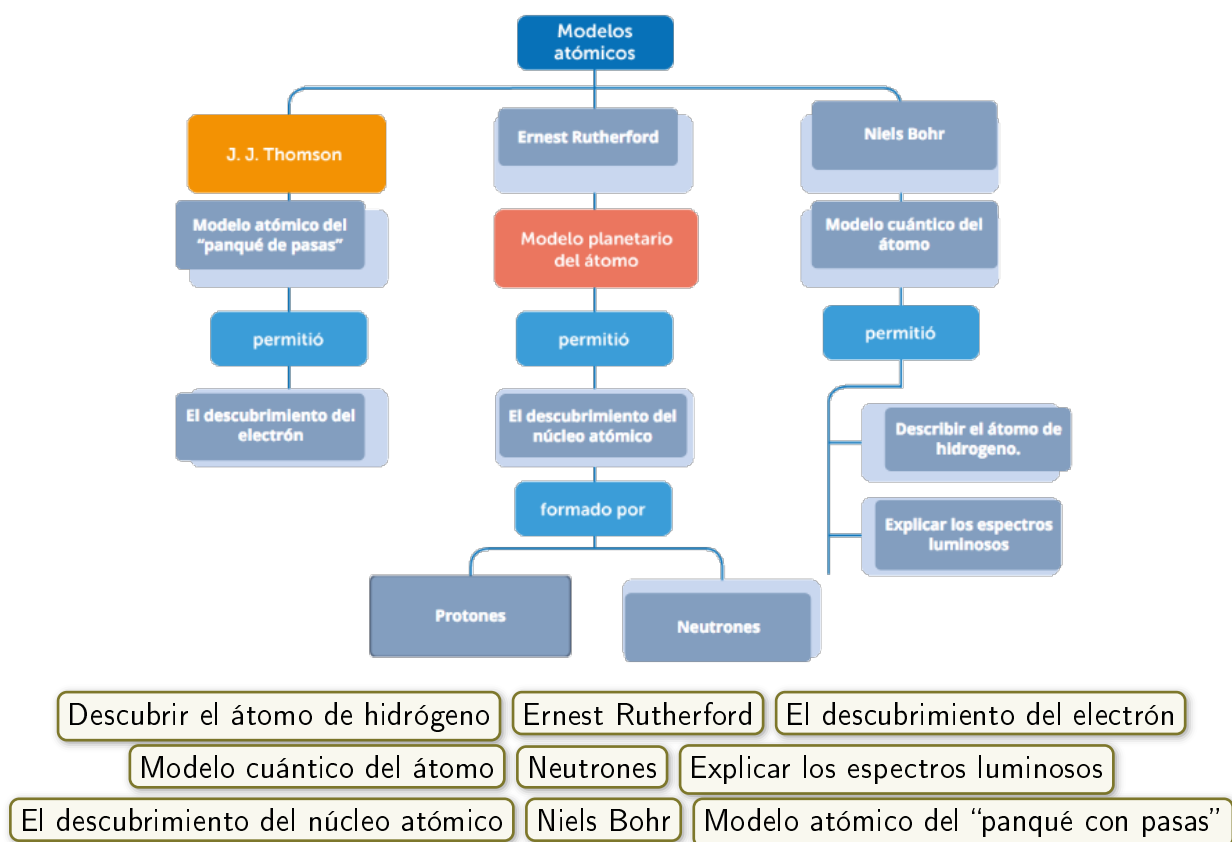 Modelos
atómicos
J. J. Thomson
Ernest Rutherford
Niels Bohr
Modelo atómico del
“panqué de pasas”
Modelo planetario
del átomo
Modelo cuántico del
átomo
permitió
permitió
permitió
El descubrimiento del
electrón
El descubrimiento del
núcleo atómico
Describir el átomo de
hidrogeno.
formado por
Explicar los espectros
luminosos
Protones
Neutrones
Descubrir el átomo de hidrógeno
Ernest Rutherford
El descubrimiento del electrón
Modelo cuántico del átomo
Neutrones
Explicar los espectros luminosos
El descubrimiento del núcleo atómico
Niels Bohr
Modelo atómico del “panqué con pasas”